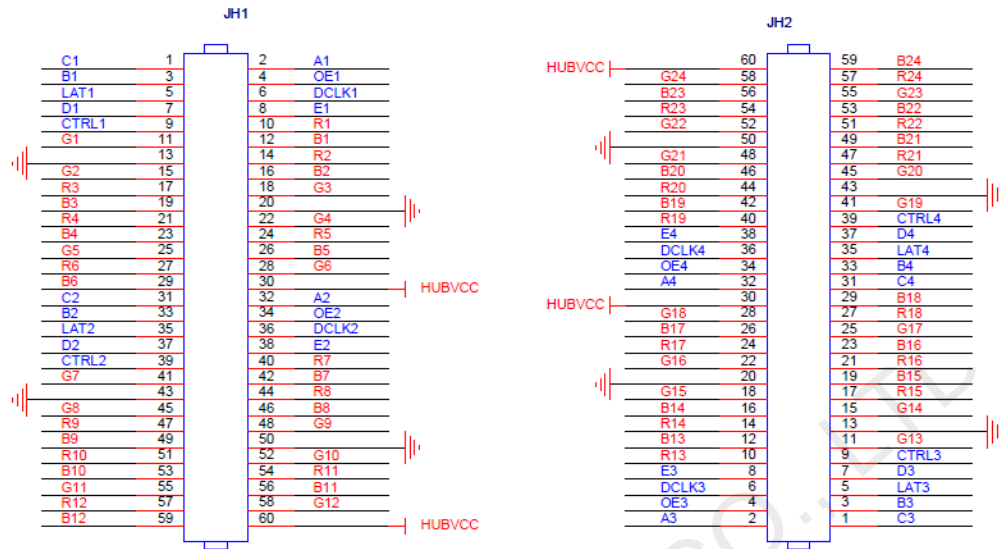 JH1
C1 1 2 A1
B1 3 4 OE1
LAT1 5 6 DCLK1
D1 7 8 E1
CTRL1 9 10 R1
G1 11 12 B1
13 14 R2
G2 15 16 B2
R3 17 18 G3
B3 19 20
R4 21 22 G4
B4 23 24 R5
G5 25 26 B5
R6 27 28 G6
B6 29 30 HUBVCC
C2 31 32 A2
B2 33 34 OE2
LAT2 35 36 DCLK2
D2 37 38 E2
CTRL2 39 40 R7
G7 41 42 B7
43 44 R8
G8 45 46 B8
R9 47 48 G9
B9 49 50
R10 51 52 G10
B10 53 54 R11
G11 55 56 B11
R12 57 58 G12
B12 59 60 HUBVCC
JH2
HUBVCC 60 59 B24
G24 58 57 R24
B23 56 55 G23
R23 54 53 B22
G22 52 51 R22
50 49 B21
G21 48 47 R21
B20 46 45 G20
R20 44 43
B19 42 41 G19
R19 40 39 CTRL4
E4 38 37 D4
DCLK4 36 35 LAT4
OE4 34 33 B4
A4 32 31 C4
HUBVCC 30 29 B18
G18 28 27 R18
B17 26 25 G17
R17 24 23 B16
G16 22 21 R16
20 19 B15
G15 18 17 R15
B14 16 15 G14
R14 14 13
B13 12 11 G13
R13 10 9 CTRL3
E3 8 7 D3
DCLK3 6 5 LAT3
OE3 4 3 B3
A3 2 1 C3
CO., LTD